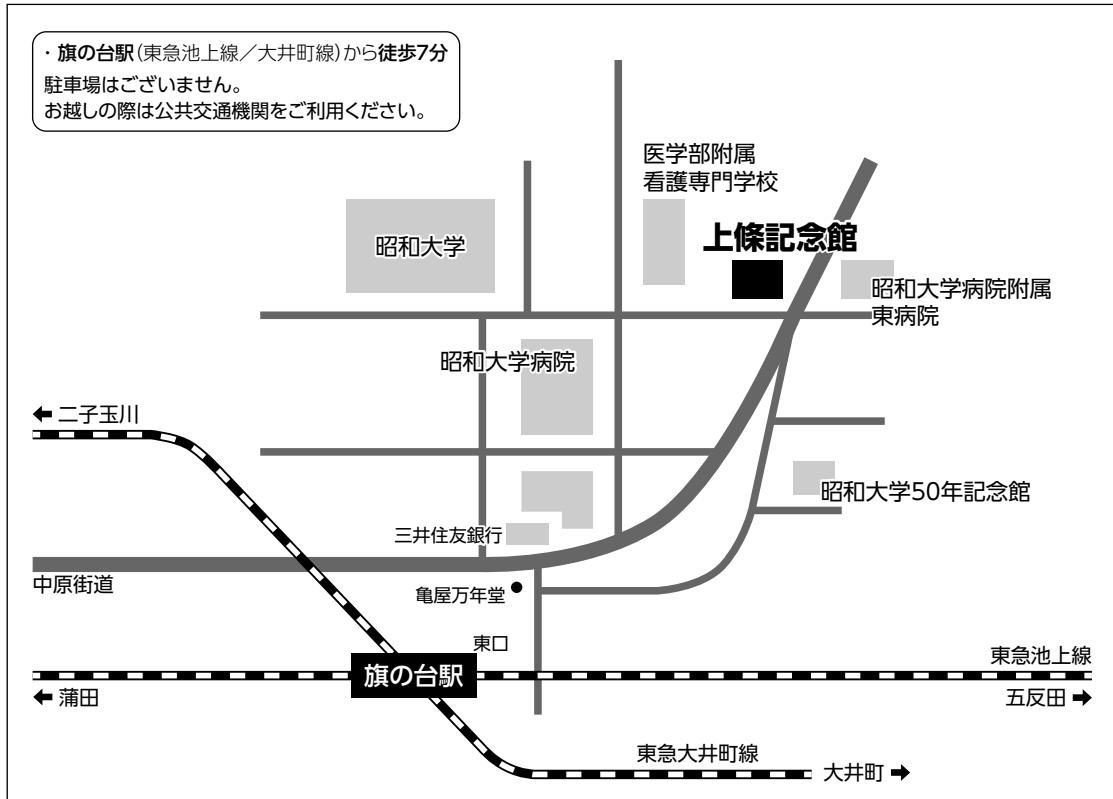 ・旗の台駅(東急池上線／大井町線)から徒歩7分
駐車場はございません。
お越しの際は公共交通機関をご利用ください。
医学部附属
看護専門学校
上條記念館
昭和大学
昭和大学病院附属
東病院
昭和大学病院
← 二子玉川
昭和大学50年記念館
三井住友銀行
中原街道
亀屋万年堂
東口
東急池上線
旗の台駅
← 蒲田
五反田 →
東急大井町線
大井町 →